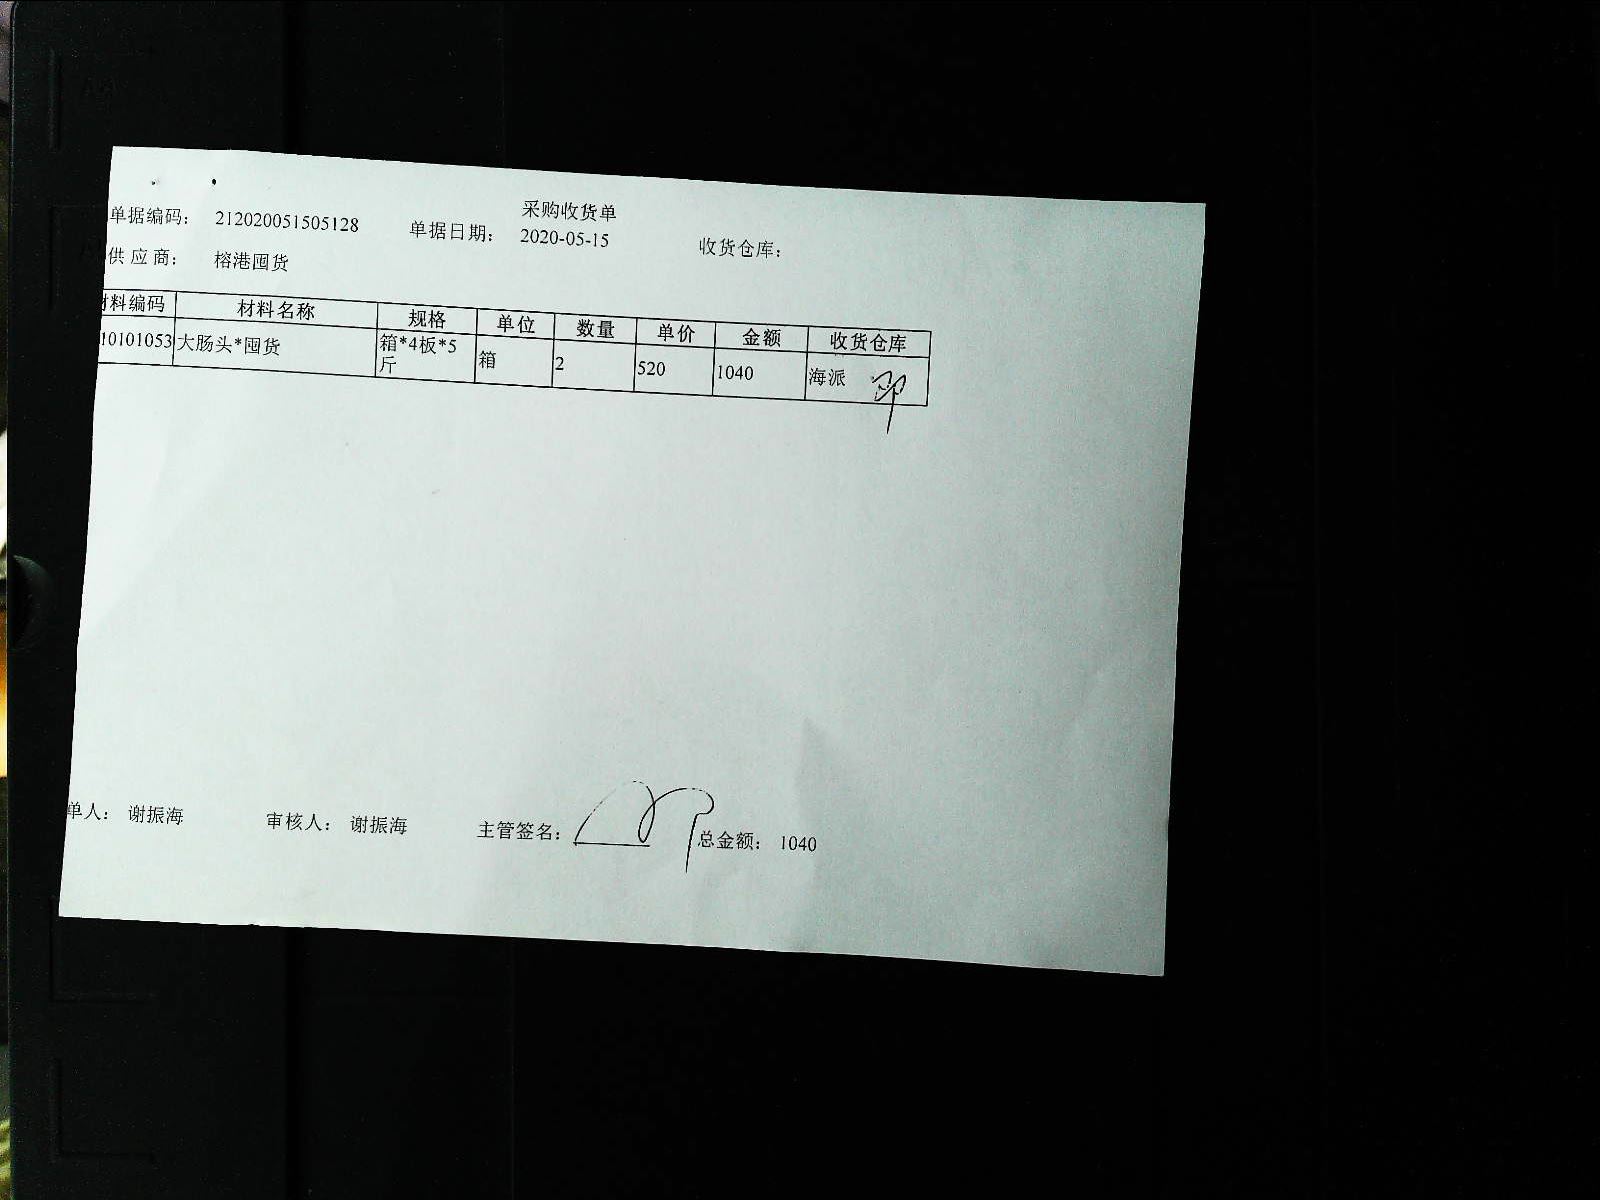 采购收货单
单据编码： 212020051505128 单据日期： 2020-05-15 收货仓库：
供应商： 榕港囤货
材料编码 材料名称 规格 单位 数量 单价 金额 收货仓库
10101053 大肠头*囤货 箱*4板*5斤 箱 2 520 1040 海派
单人： 谢振海 审核人： 谢振海 主管签名： 总金额： 1040